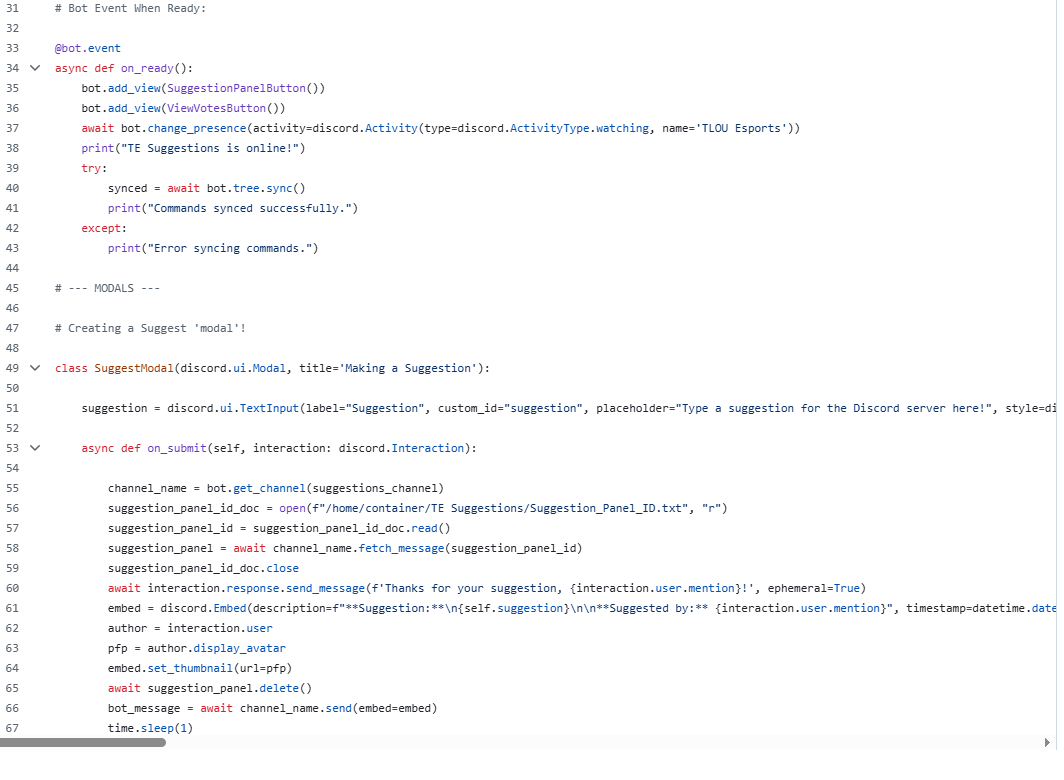 31 # Bot Event When Ready:
32
33 @bot.event
34 async def on_ready():
35     bot.add_view(SuggestionPanelButton())
36     bot.add_view(ViewVotesButton())
37     await bot.change_presence(activity=discord.Activity(type=discord.ActivityType.watching, name='TLOU Esports'))
38     print("TE Suggestions is online!")
39     try:
40         synced = await bot.tree.sync()
41         print("Commands synced successfully.")
42     except:
43         print("Error syncing commands.")
44
45 # --- MODALS ---
46
47 # Creating a Suggest 'modal'!
48
49 class SuggestModal(discord.ui.Modal, title='Making a Suggestion'):
50
51     suggestion = discord.ui.TextInput(label="Suggestion", custom_id="suggestion", placeholder="Type a suggestion for the Discord server here!", style=di
52
53     async def on_submit(self, interaction: discord.Interaction):
54
55         channel_name = bot.get_channel(suggestions_channel)
56         suggestion_panel_id_doc = open(f"/home/container/TE Suggestions/Suggestion_Panel_ID.txt", "r")
57         suggestion_panel_id = suggestion_panel_id_doc.read()
58         suggestion_panel = await channel_name.fetch_message(suggestion_panel_id)
59         suggestion_panel_id_doc.close
60         await interaction.response.send_message(f'Thanks for your suggestion, {interaction.user.mention}!', ephemeral=True)
61         embed = discord.Embed(description=f"**Suggestion:**\n{self.suggestion}\n\n**Suggested by:** {interaction.user.mention}", timestamp=datetime.date
62         author = interaction.user
63         pfp = author.display_avatar
64         embed.set_thumbnail(url=pfp)
65         await suggestion_panel.delete()
66         bot_message = await channel_name.send(embed=embed)
67         time.sleep(1)